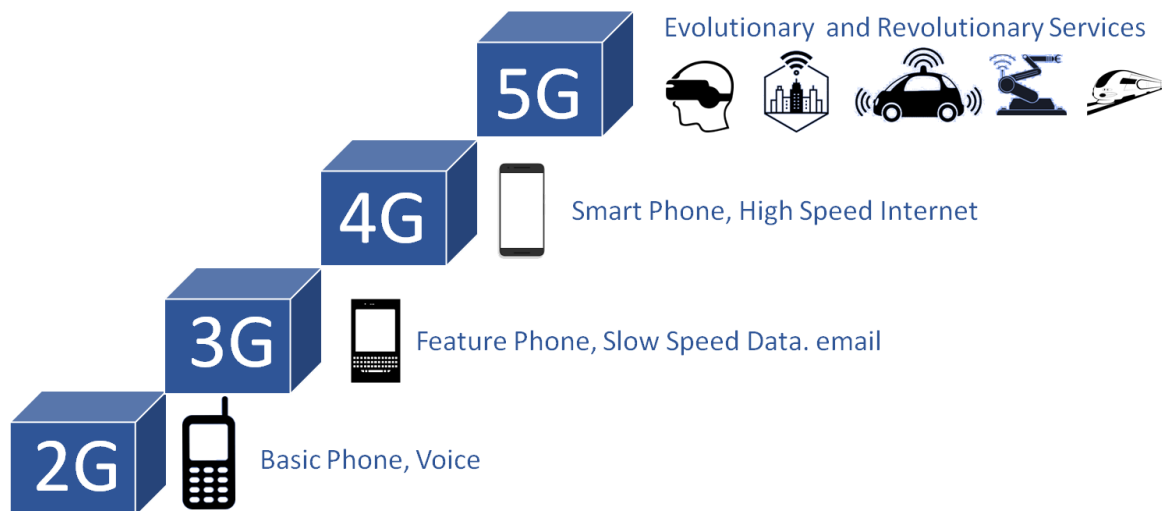 Evolutionary and Revolutionary Services
5G
4G
Smart Phone, High Speed Internet
3G
Feature Phone, Slow Speed Data. email
2G
Basic Phone, Voice